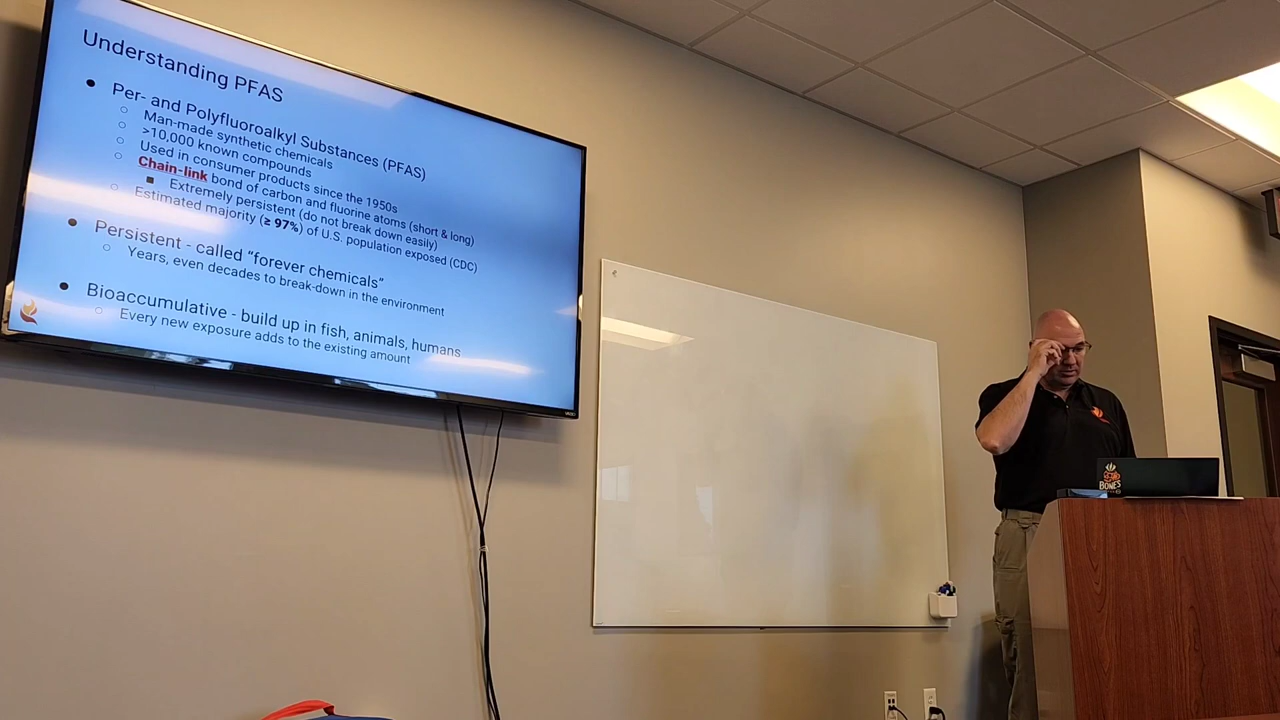 Understanding PFAS
● Per- and Polyfluoroalkyl Substances (PFAS)
○ Man-made synthetic chemicals
○ >10,000 known compounds
○ Used in consumer products since the 1950s
○ Chain-link bond of carbon and fluorine atoms (short & long)
■ Extremely persistent (do not break down easily)
○ Estimated majority (≥ 97%) of U.S. population exposed (CDC)
● Persistent - called “forever chemicals”
○ Years, even decades to break-down in the environment
● Bioaccumulative - build up in fish, animals, humans
○ Every new exposure adds to the existing amount
VIZIO
BONES